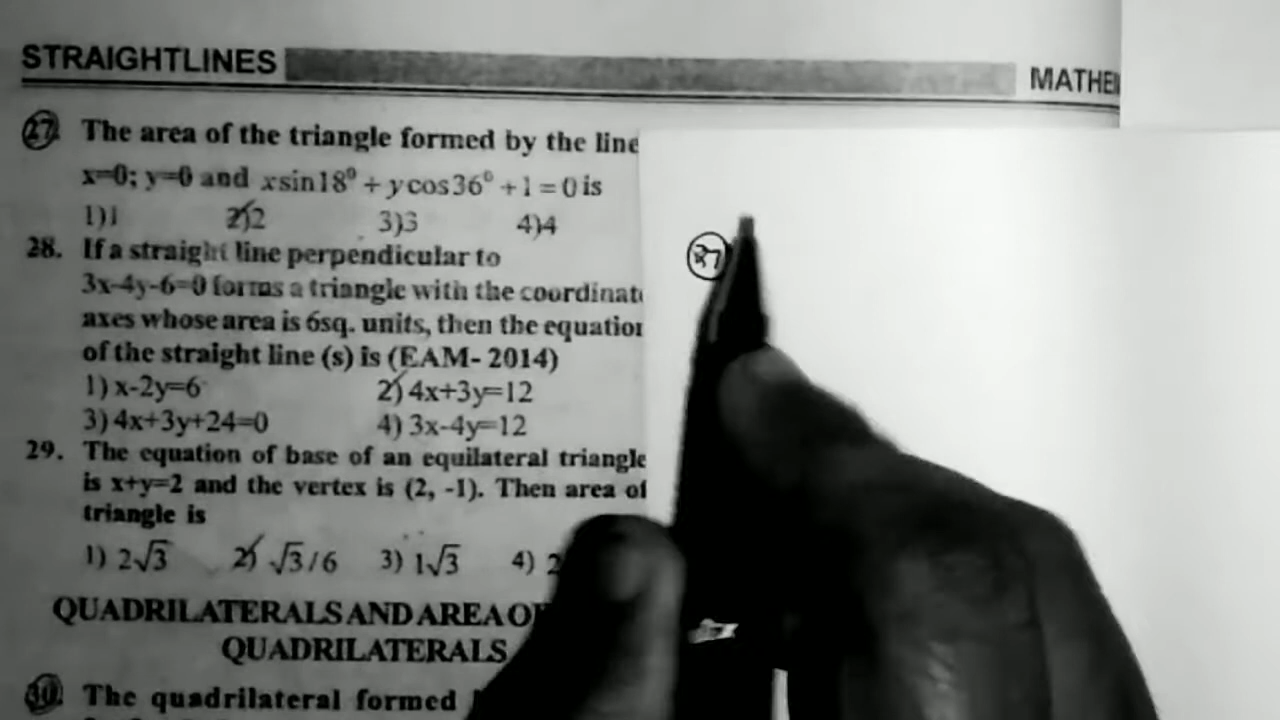 STRAIGHTLINES
MATHE
27. The area of the triangle formed by the line
x=0; y=0 and x sin18⁰ + y cos36⁰ + 1 = 0 is
1)1 2)2 3)3 4)4
28. If a straight line perpendicular to
3x-4y-6=0 forms a triangle with the coordinat
axes whose area is 6sq. units, then the equation
of the straight line (s) is (EAM- 2014)
1) x-2y=6 2) 4x+3y=12
3) 4x+3y+24=0 4) 3x-4y=12
29. The equation of base of an equilateral triangle
is x+y=2 and the vertex is (2, -1). Then area of
triangle is
1) 2√3 2) √3/6 3) 1√3 4) 2
QUADRILATERALS AND AREA OF
QUADRILATERALS
30. The quadrilateral formed
27